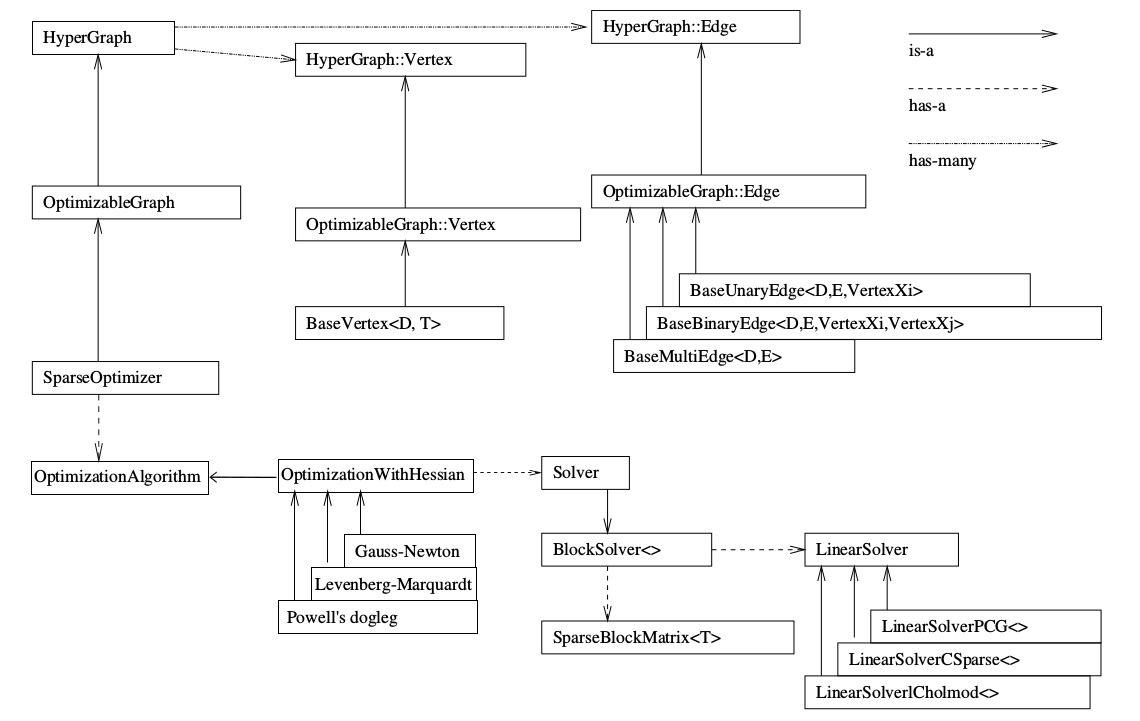 HyperGraph
HyperGraph::Edge
HyperGraph::Vertex
is-a
has-a
has-many
OptimizableGraph
OptimizableGraph::Edge
OptimizableGraph::Vertex
BaseUnaryEdge<D,E,VertexXi>
BaseVertex<D, T>
BaseBinaryEdge<D,E,VertexXi,VertexXj>
BaseMultiEdge<D,E>
SparseOptimizer
OptimizationAlgorithm
OptimizationWithHessian
Solver
Gauss-Newton
BlockSolver<>
LinearSolver
Levenberg-Marquardt
Powell's dogleg
SparseBlockMatrix<T>
LinearSolverPCG<>
LinearSolverCSparse<>
LinearSolverlCholmod<>